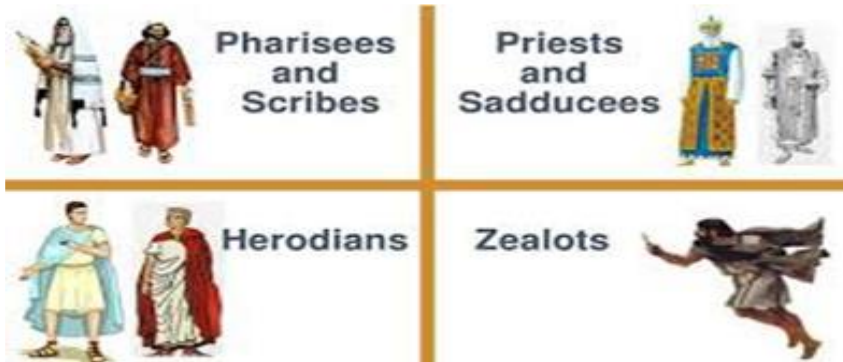 Pharisees
and
Scribes
Priests
and
Sadducees
Herodians
Zealots